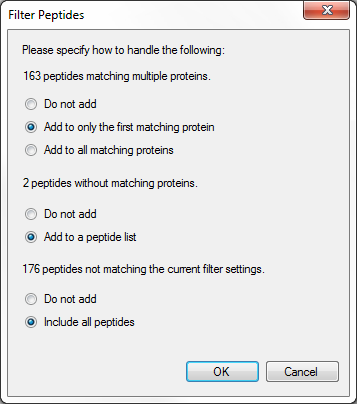 Filter Peptides
Please specify how to handle the following:
163 peptides matching multiple proteins.
Do not add
Add to only the first matching protein
Add to all matching proteins
2 peptides without matching proteins.
Do not add
Add to a peptide list
176 peptides not matching the current filter settings.
Do not add
Include all peptides
OK Cancel